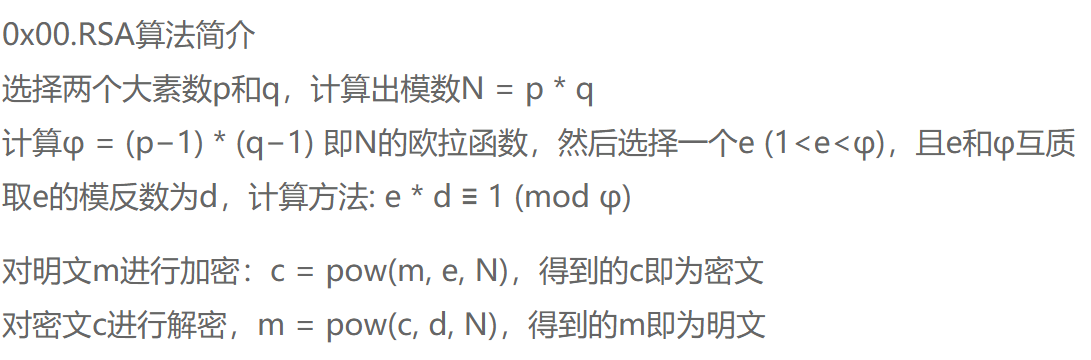 0x00.RSA算法简介
选择两个大素数p和q，计算出模数N = p * q
计算φ = (p−1) * (q−1) 即N的欧拉函数，然后选择一个e (1<e<φ)，且e和φ互质
取e的模反数为d，计算方法: e * d ≡ 1 (mod φ)
对明文m进行加密：c = pow(m, e, N)，得到的c即为密文
对密文c进行解密，m = pow(c, d, N)，得到的m即为明文